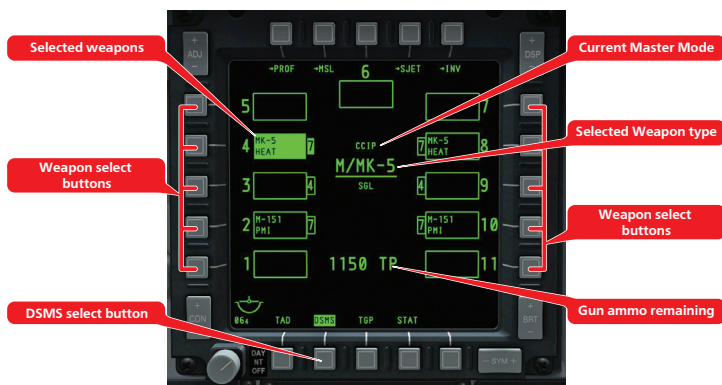 Selected weapons
Current Master Mode
Selected Weapon type
Weapon select
buttons
Weapon select
buttons
DSMS select button
Gun ammo remaining
+
ADJ
−
+
DSP
−
→PROF →MSL 6 →SJET →INV
5 7
4 MK-5
HEAT 7
CCIP
7 MK-5
HEAT 8
M/MK-5
SGL
3 4
4 9
2 M-151
PMI 7
7 M-151
PMI 10
1 1150 TP 11
+
CON
−
+
BRT
−
064 TAD DSMS TGP STAT
DAY
NT
OFF
− SYM +